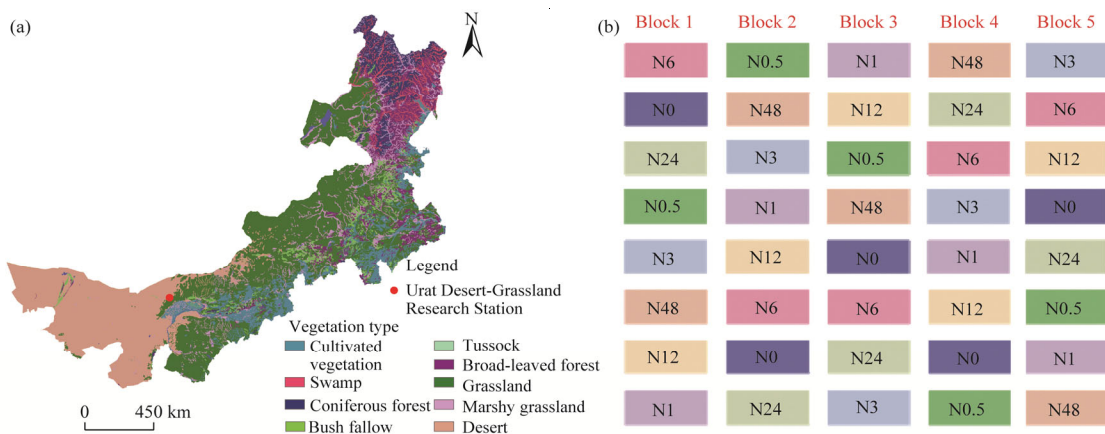 (a)
N
Legend
Urat Desert-Grassland
Research Station
Vegetation type
Cultivated
vegetation
Swamp
Coniferous forest
Bush fallow
Tussock
Broad-leaved forest
Grassland
Marshy grassland
Desert
0 450 km
(b)
Block 1 Block 2 Block 3 Block 4 Block 5
N6 N0.5 N1 N48 N3
N0 N48 N12 N24 N6
N24 N3 N0.5 N6 N12
N0.5 N1 N48 N3 N0
N3 N12 N0 N1 N24
N48 N6 N6 N12 N0.5
N12 N0 N24 N0 N1
N1 N24 N3 N0.5 N48